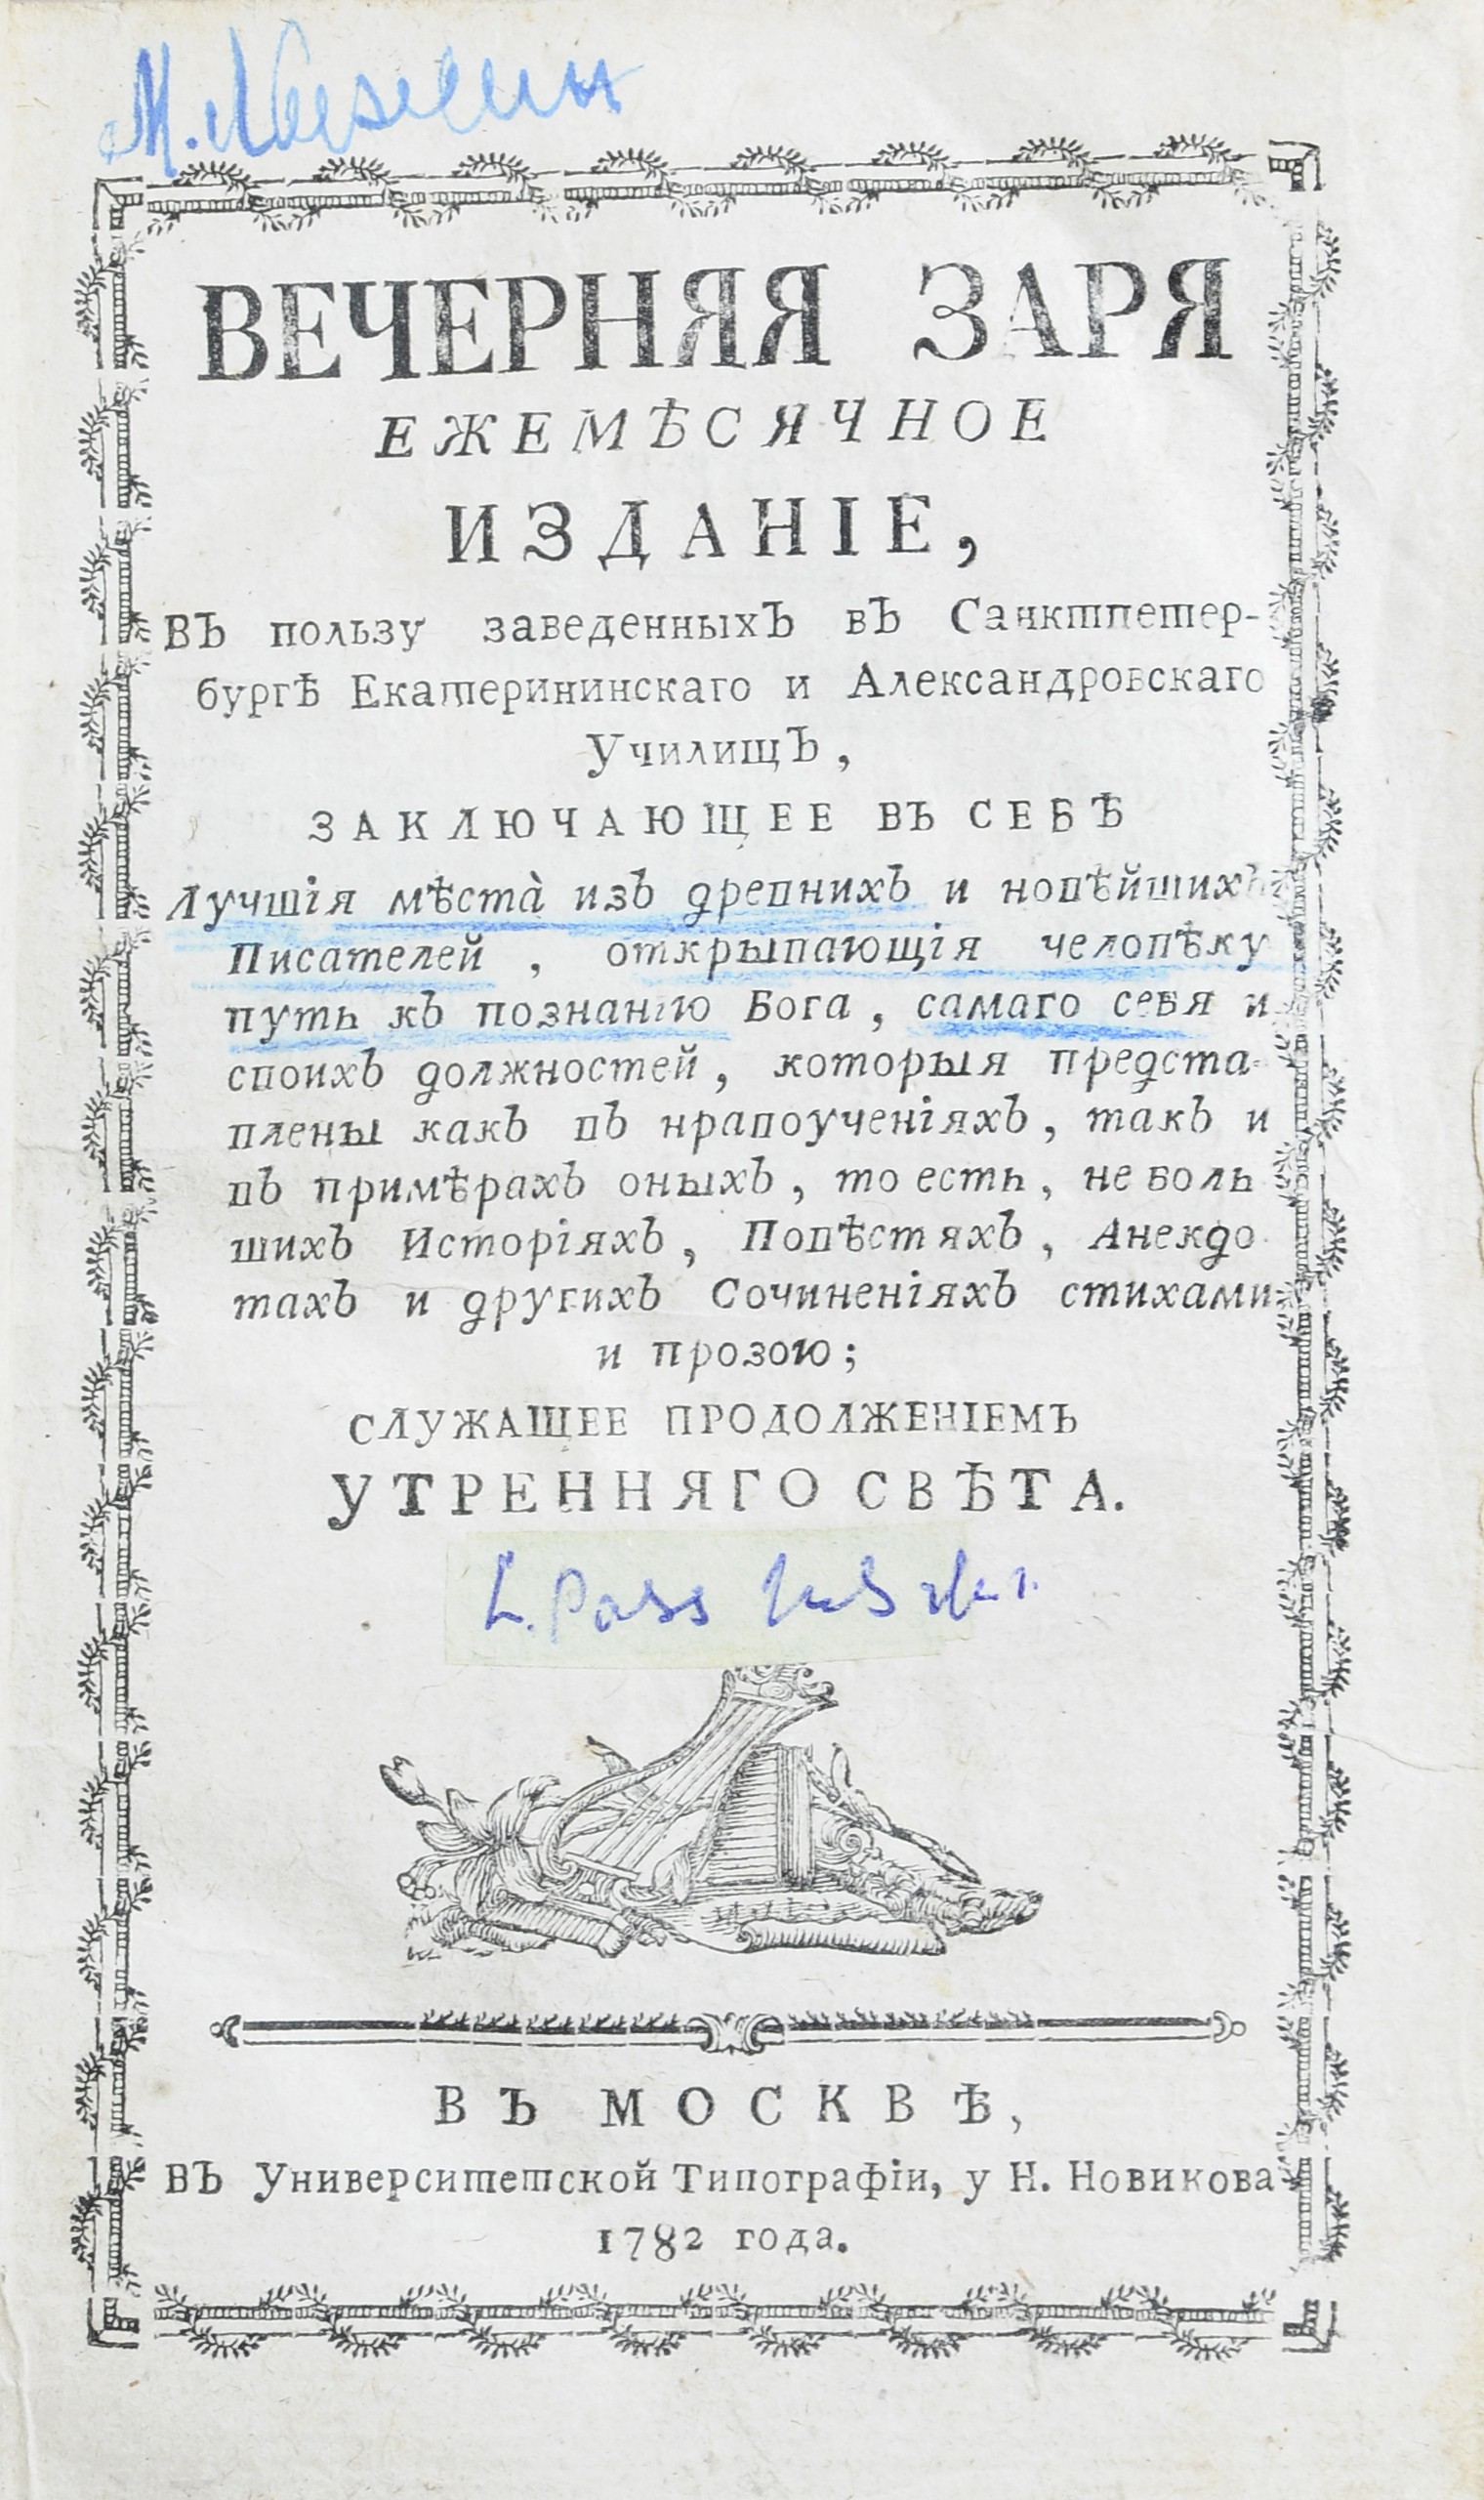 ВЕЧЕРНЯЯ ЗАРЯ
ЕЖЕМѢСЯЧНОЕ
ИЗДАНІЕ,
въ пользу заведенныхъ въ Санктпетер-
бургѣ Екатерининскаго и Александровскаго
Училищъ,
ЗАКЛЮЧАЮЩЕЕ ВЪ СЕБѢ
Лучшія мѣста̀ изъ древнихъ и новѣйшихъ
Писателей, открывающія человѣку
путь къ познанію Бога, самаго себя и
своихъ должностей, которыя предста-
влены какъ въ нравоученіяхъ, такъ и
въ примѣрахъ оныхъ, то есть, не боль
шихъ Исторіяхъ, Повѣстяхъ, Анекдо-
тахъ и другихъ Сочиненіяхъ стихами
и прозою;
СЛУЖАЩЕЕ ПРОДОЛЖЕНІЕМЪ
УТРЕННЯГО СВѢТА.
ВЪ МОСКВѢ,
въ Университетской Типографіи, у Н. Новикова
1782 года.